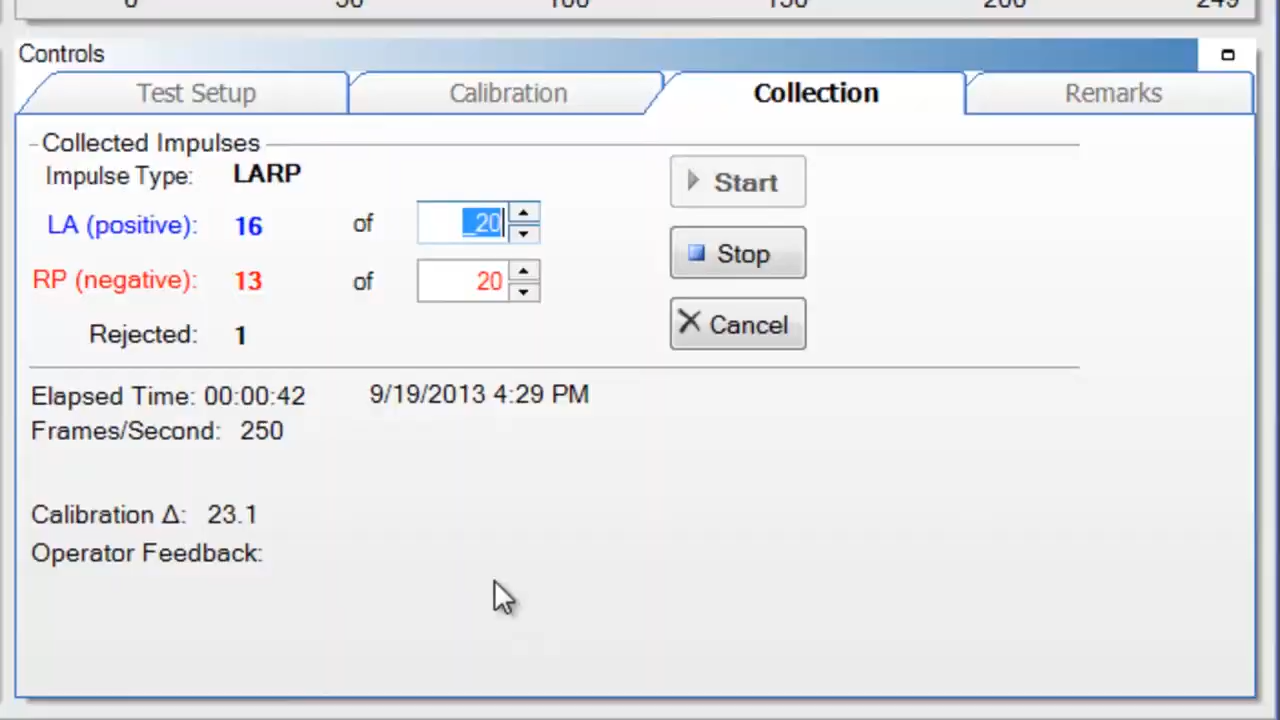 0 50 100 150 200 249
Controls
Test Setup Calibration Collection Remarks
Collected Impulses
Impulse Type: LARP
LA (positive): 16 of _20
RP (negative): 13 of 20
Rejected: 1
Start
Stop
Cancel
Elapsed Time: 00:00:42 9/19/2013 4:29 PM
Frames/Second: 250
Calibration Δ: 23.1
Operator Feedback: